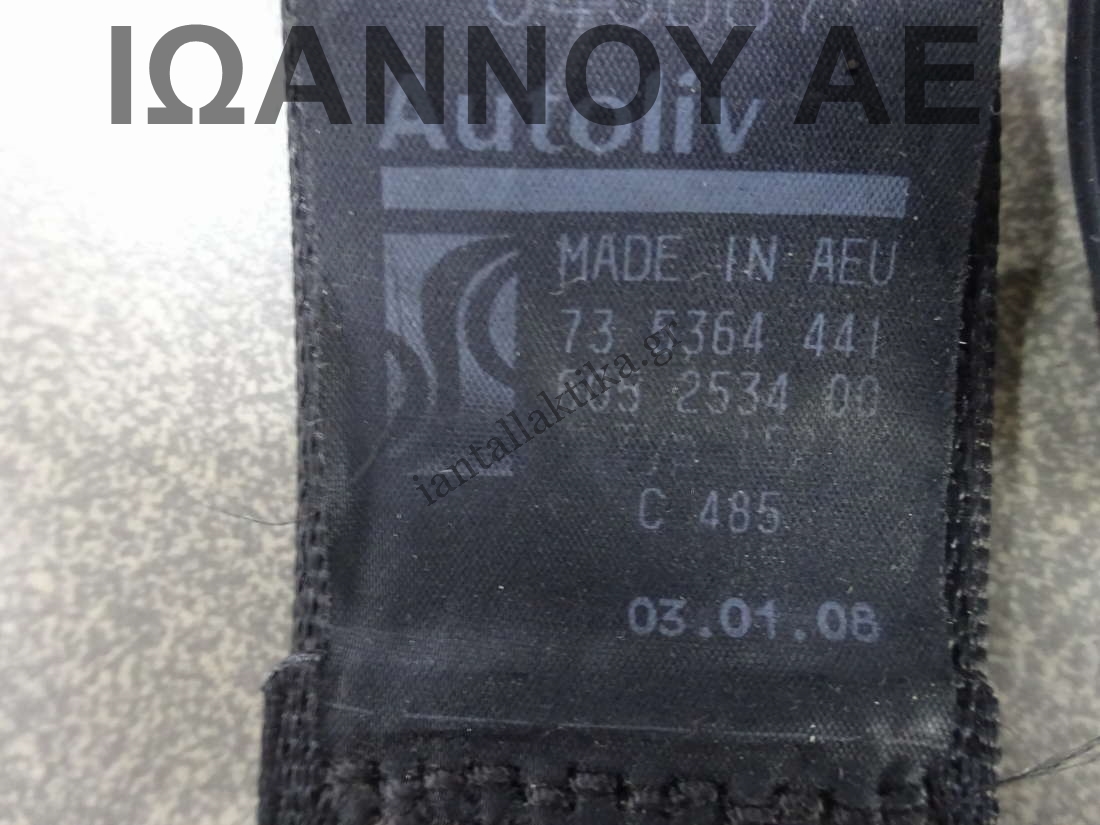 ΙΩΑΝΝΟΥ ΑΕ
Autoliv
MADE IN AEU
73 5364 441
2534 00
C 485
03.01.08
iantallaktika.gr